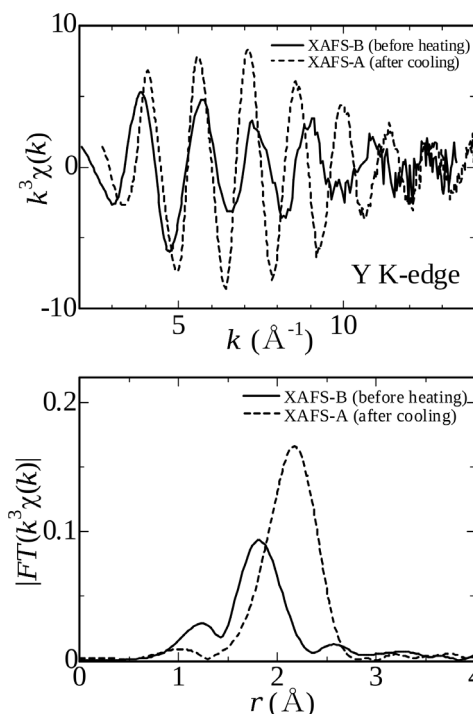 10
XAFS-B (before heating)
XAFS-A (after cooling)
k³χ(k)
0
Y K-edge
-10
5
10
k (Å⁻¹)
0.2
XAFS-B (before heating)
XAFS-A (after cooling)
|FT(k³χ(k)|
0.1
0
0
1
2
3
4
r (Å)